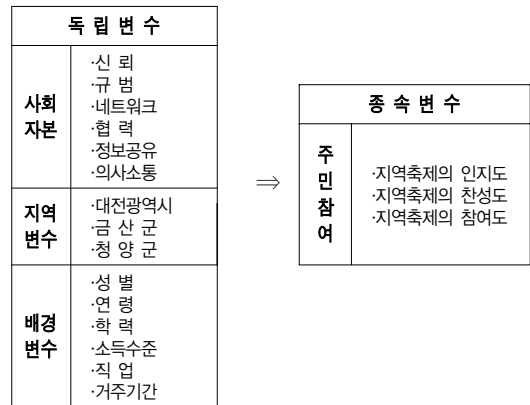 독 립 변 수
사회
자본
·신 뢰
·규 범
·네트워크
·협 력
·정보공유
·의사소통
지역
변수
·대전광역시
·금 산 군
·청 양 군
배경
변수
·성 별
·연 령
·학 력
·소득수준
·직 업
·거주기간
⇒
종 속 변 수
주
민
참
여
·지역축제의 인지도
·지역축제의 찬성도
·지역축제의 참여도